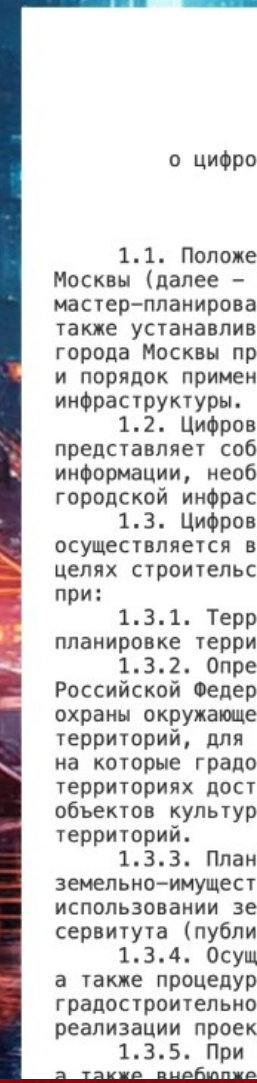 о цифро
1.1. Положе
Москвы (далее –
мастер-планирова
также устанавлив
города Москвы пр
и порядок примен
инфраструктуры.
1.2. Цифров
представляет соб
информации, необ
городской инфрас
1.3. Цифров
осуществляется в
целях строительс
при:
1.3.1. Терр
планировке терри
1.3.2. Опре
Российской Федер
охраны окружающе
территорий, для
на которые градо
территориях дост
объектов культур
территорий.
1.3.3. План
земельно-имущест
использовании зе
сервитута (публи
1.3.4. Осущ
а также процедур
градостроительно
реализации проек
1.3.5. При
а также внебюдже